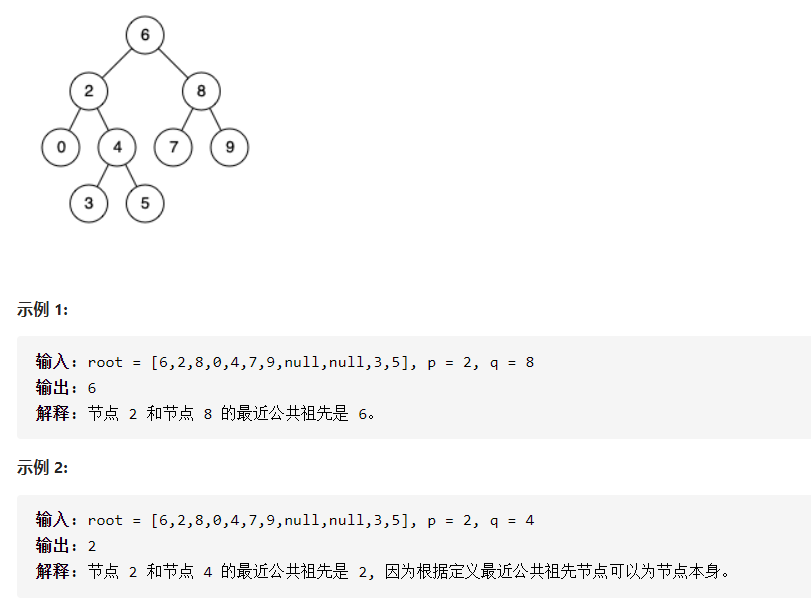 6
2 8
0 4 7 9
3 5
示例 1:
输入: root = [6,2,8,0,4,7,9,null,null,3,5], p = 2, q = 8
输出: 6
解释: 节点 2 和节点 8 的最近公共祖先是 6。
示例 2:
输入: root = [6,2,8,0,4,7,9,null,null,3,5], p = 2, q = 4
输出: 2
解释: 节点 2 和节点 4 的最近公共祖先是 2, 因为根据定义最近公共祖先节点可以为节点本身。